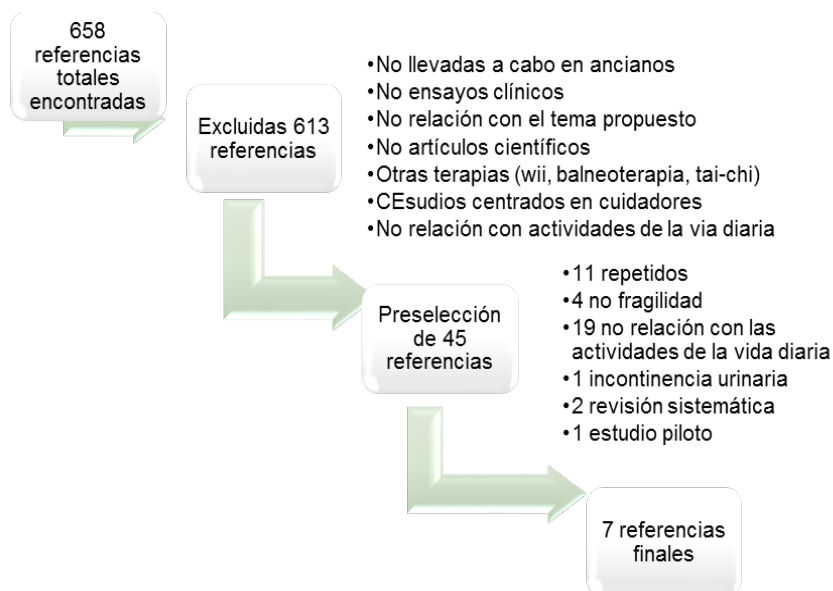 658
referencias
totales
encontradas
Excluidas 613
referencias
•No llevadas a cabo en ancianos
•No ensayos clínicos
•No relación con el tema propuesto
•No artículos científicos
•Otras terapias (wii, balneoterapia, tai-chi)
•CEsudios centrados en cuidadores
•No relación con actividades de la via diaria
Preselección
de 45
referencias
•11 repetidos
•4 no fragilidad
•19 no relación con las
actividades de la vida diaria
•1 incontinencia urinaria
•2 revisión sistemática
•1 estudio piloto
7 referencias
finales